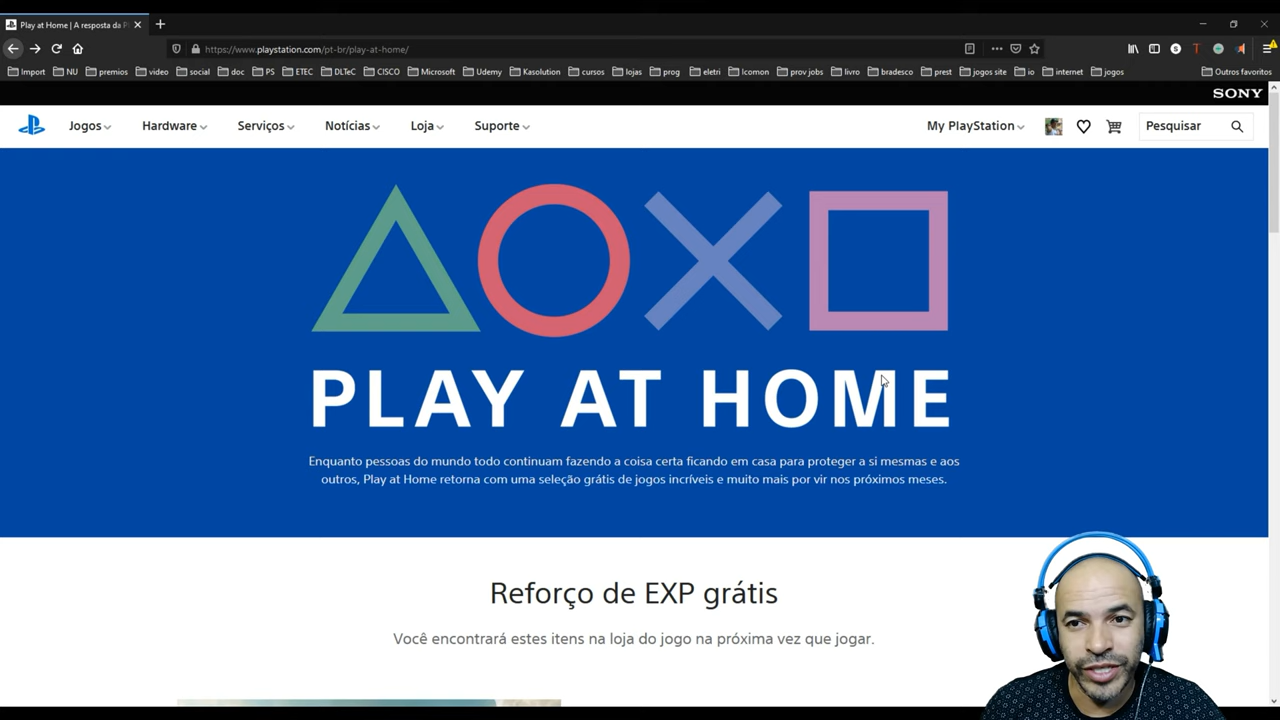 Play at Home | A resposta da Pl
https://www.playstation.com/pt-br/play-at-home/
Import NU premios video social doc PS ETEC DLTeC CISCO Microsoft Udemy Kasolution cursos lojas prog eletri Icomon prov jobs livro bradesco prest jogos site io internet jogos Outros favoritos
SONY
Jogos Hardware Serviços Notícias Loja Suporte My PlayStation Pesquisar
PLAY AT HOME
Enquanto pessoas do mundo todo continuam fazendo a coisa certa ficando em casa para proteger a si mesmas e aos
outros, Play at Home retorna com uma seleção grátis de jogos incríveis e muito mais por vir nos próximos meses.
Reforço de EXP grátis
Você encontrará estes itens na loja do jogo na próxima vez que jogar.